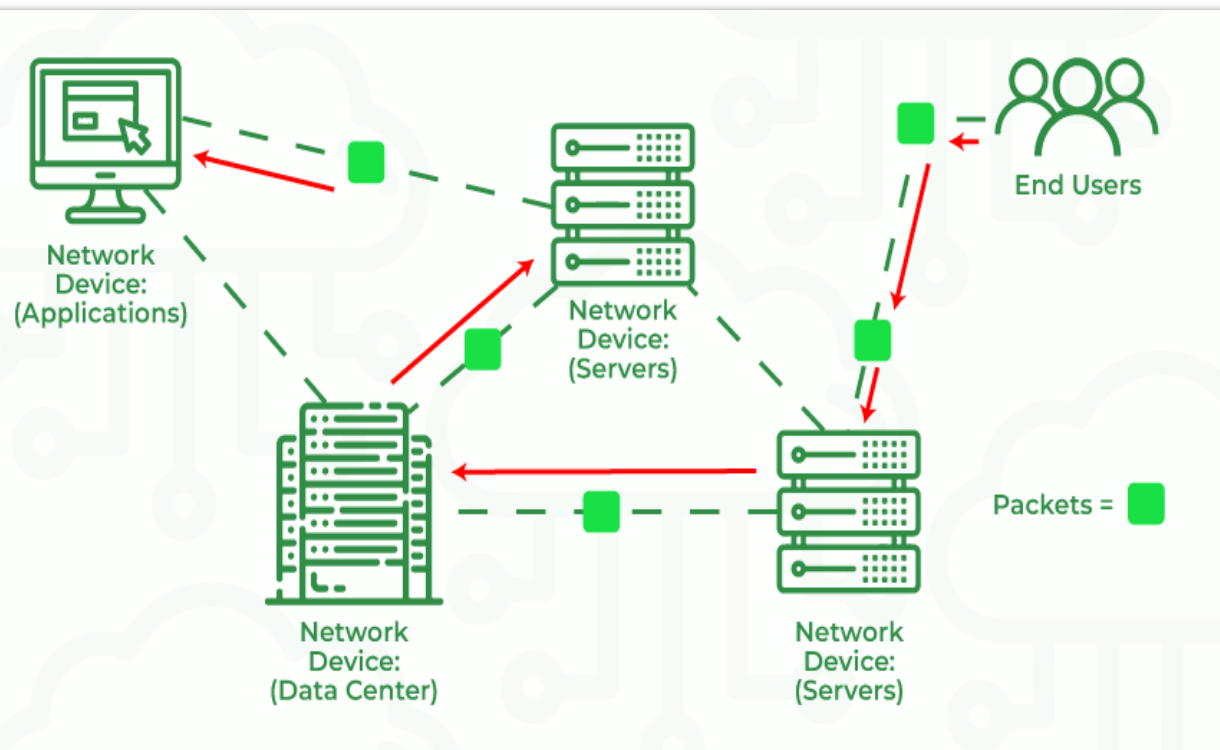 End Users
Network
Device:
(Applications)
Network
Device:
(Servers)
Packets =
Network
Device:
(Data Center)
Network
Device:
(Servers)